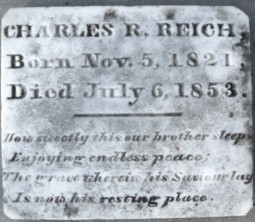 CHARLES R. REICH,
Born Nov. 5, 1821,
Died July 6, 1853.
How sweetly this our brother sleeps
Enjoying endless peace;
The grave wherein his Saviour lay
Is now his resting place.